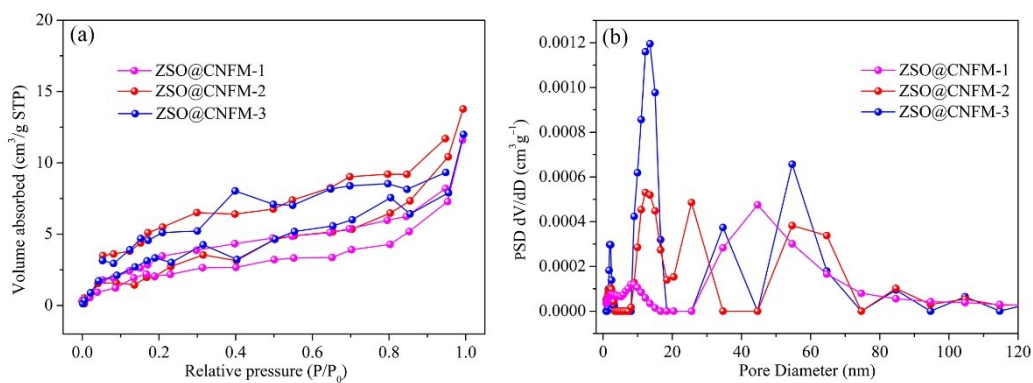 (a)
ZSO@CNFM-1
ZSO@CNFM-2
ZSO@CNFM-3
Volume absorbed (cm³/g STP)
20
15
10
5
0
0.0 0.2 0.4 0.6 0.8 1.0
Relative pressure (P/P₀)
(b)
ZSO@CNFM-1
ZSO@CNFM-2
ZSO@CNFM-3
PSD dV/dD (cm³g⁻¹)
0.0012
0.0010
0.0008
0.0006
0.0004
0.0002
0.0000
0 20 40 60 80 100 120
Pore Diameter (nm)